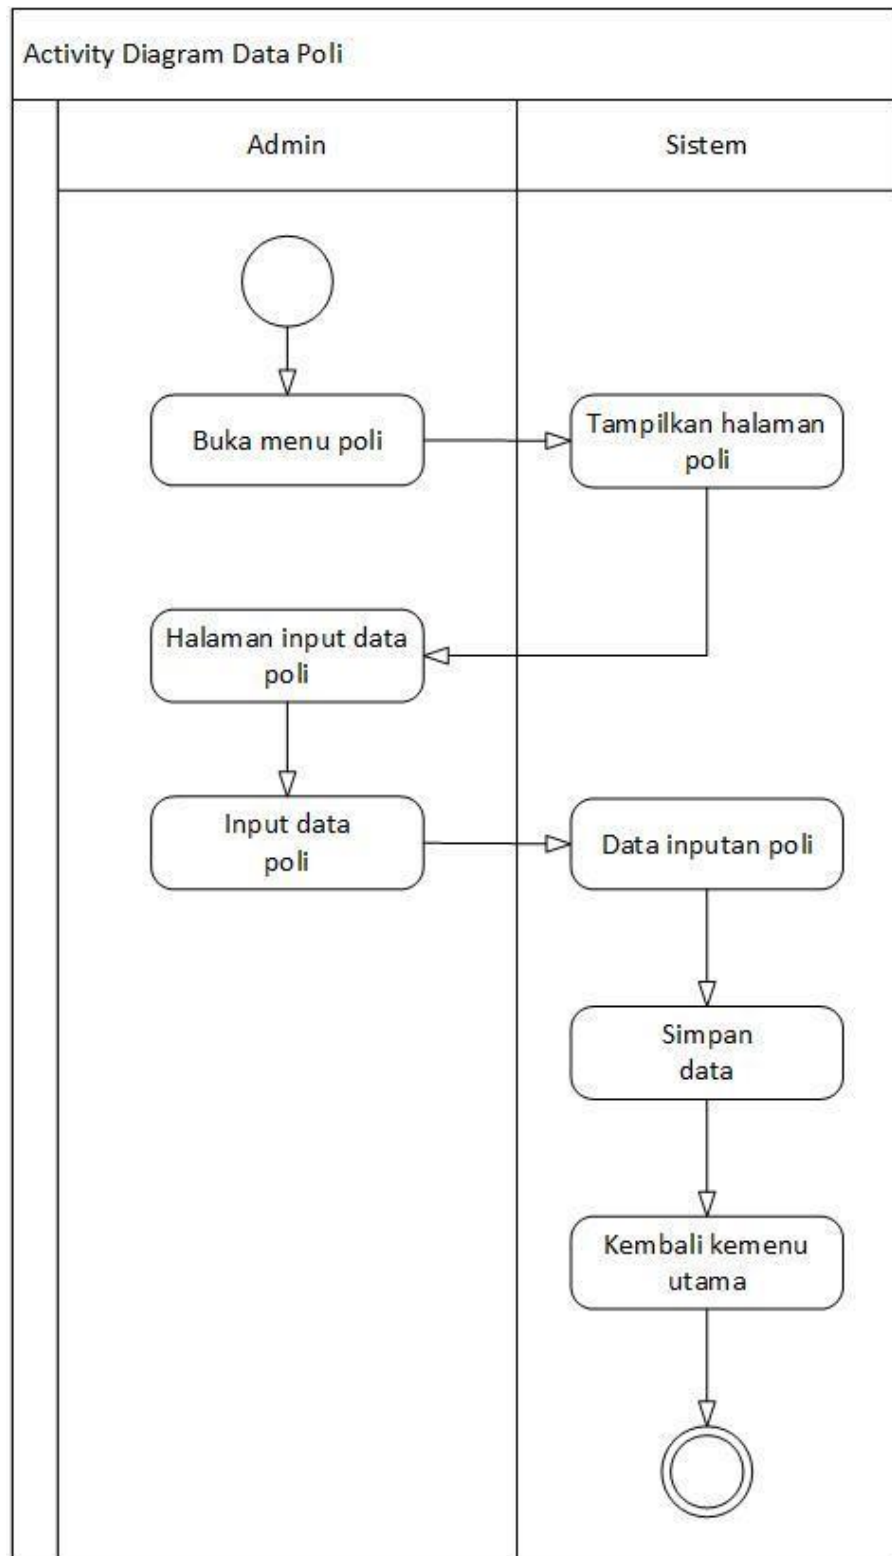 Activity Diagram Data Poli
Admin
Sistem
Buka menu poli
Tampilkan halaman
poli
Halaman input data
poli
Input data
poli
Data inputan poli
Simpan
data
Kembali kemenu
utama